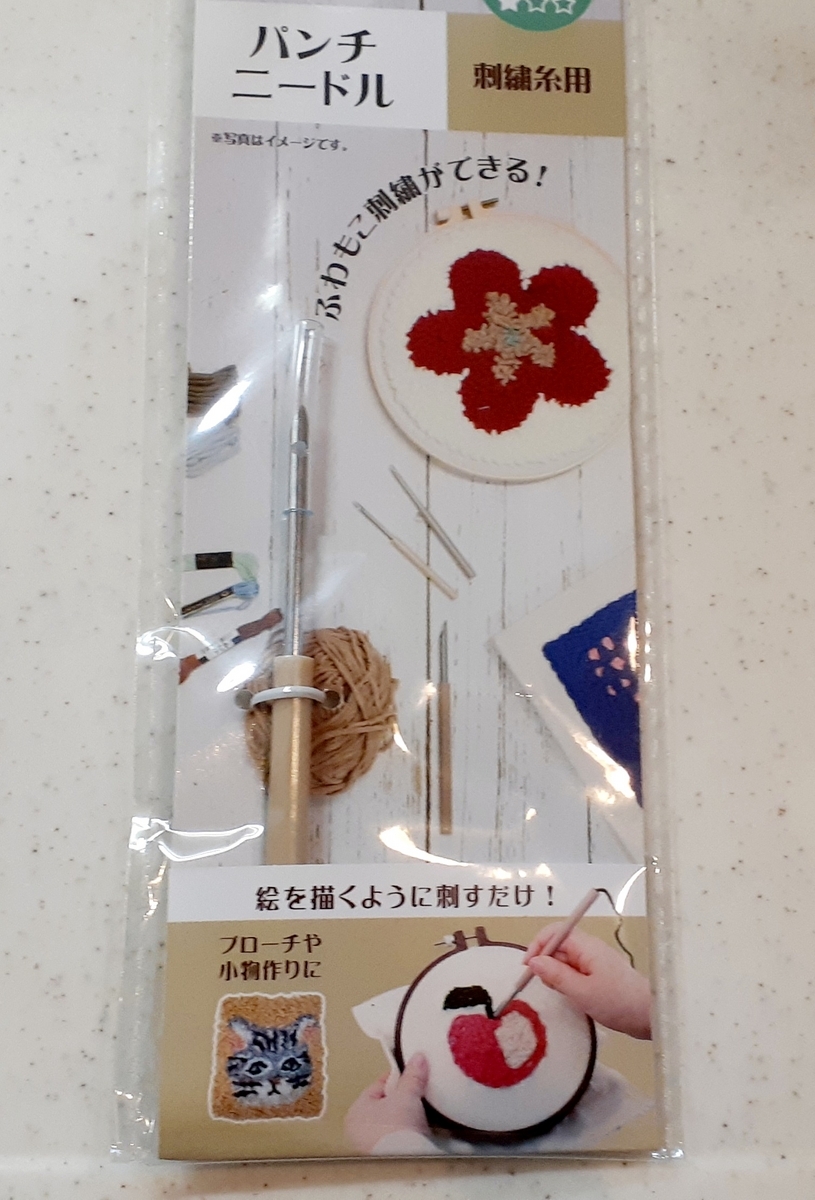 パンチ
ニードル
刺繍糸用
※写真はイメージです。
ふわもこ刺繍ができる!
絵を描くように刺すだけ!
ブローチや
小物作りに